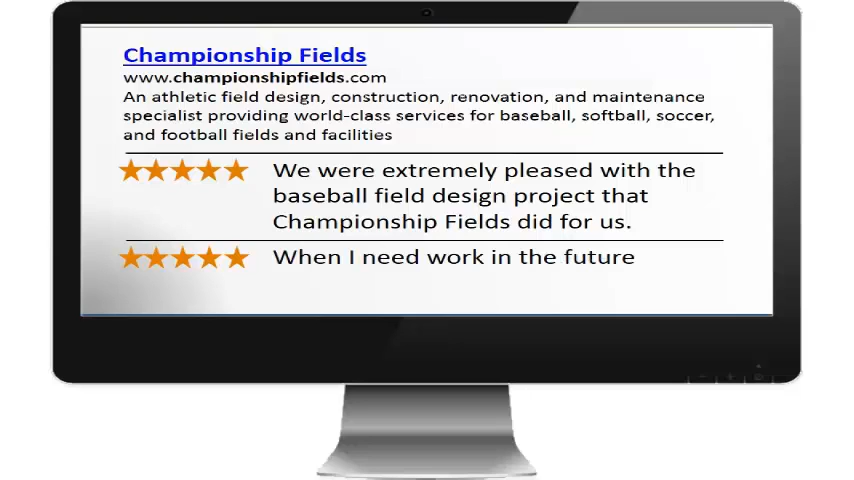 Championship Fields
www.championshipfields.com
An athletic field design, construction, renovation, and maintenance
specialist providing world-class services for baseball, softball, soccer,
and football fields and facilities
We were extremely pleased with the
baseball field design project that
Championship Fields did for us.
When I need work in the future